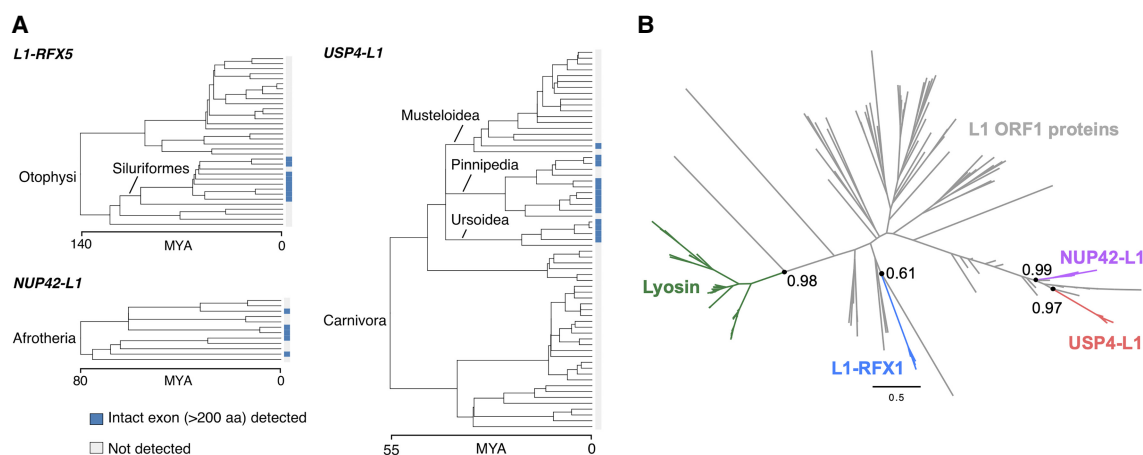 A
L1-RFX5
Otophysi
Siluriformes
140
MYA
0
NUP42-L1
Afrotheria
80
MYA
0
Intact exon (>200 aa) detected
Not detected
USP4-L1
Musteloidea
Pinnipedia
Ursoidea
Carnivora
55
MYA
0
B
L1 ORF1 proteins
Lyosin
0.98
0.61
0.99
NUP42-L1
0.97
USP4-L1
L1-RFX1
0.5